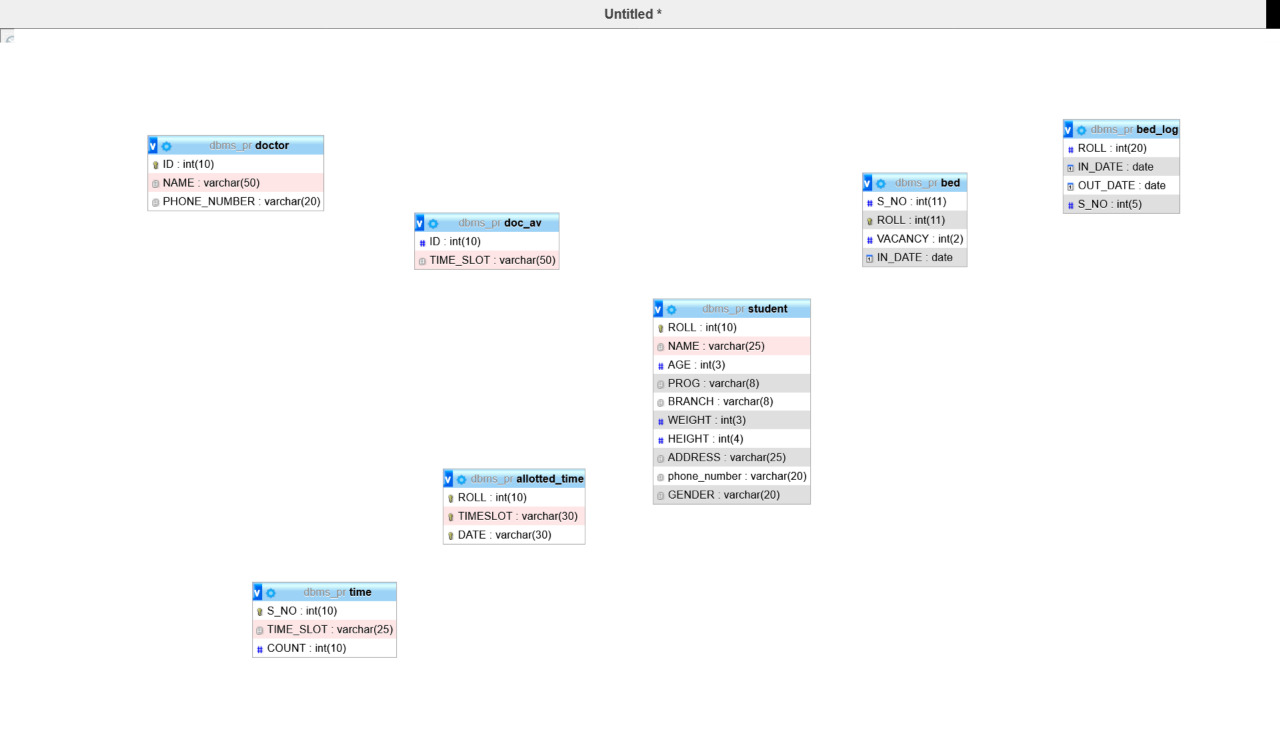 Untitled *
dbms_pr doctor
ID : int(10)
NAME : varchar(50)
PHONE_NUMBER : varchar(20)
dbms_pr doc_av
ID : int(10)
TIME_SLOT : varchar(50)
dbms_pr bed
S_NO : int(11)
ROLL : int(11)
VACANCY : int(2)
IN_DATE : date
dbms_pr bed_log
ROLL : int(20)
IN_DATE : date
OUT_DATE : date
S_NO : int(5)
dbms_pr student
ROLL : int(10)
NAME : varchar(25)
AGE : int(3)
PROG : varchar(8)
BRANCH : varchar(8)
WEIGHT : int(3)
HEIGHT : int(4)
ADDRESS : varchar(25)
phone_number : varchar(20)
GENDER : varchar(20)
dbms_pr allotted_time
ROLL : int(10)
TIMESLOT : varchar(30)
DATE : varchar(30)
dbms_pr time
S_NO : int(10)
TIME_SLOT : varchar(25)
COUNT : int(10)